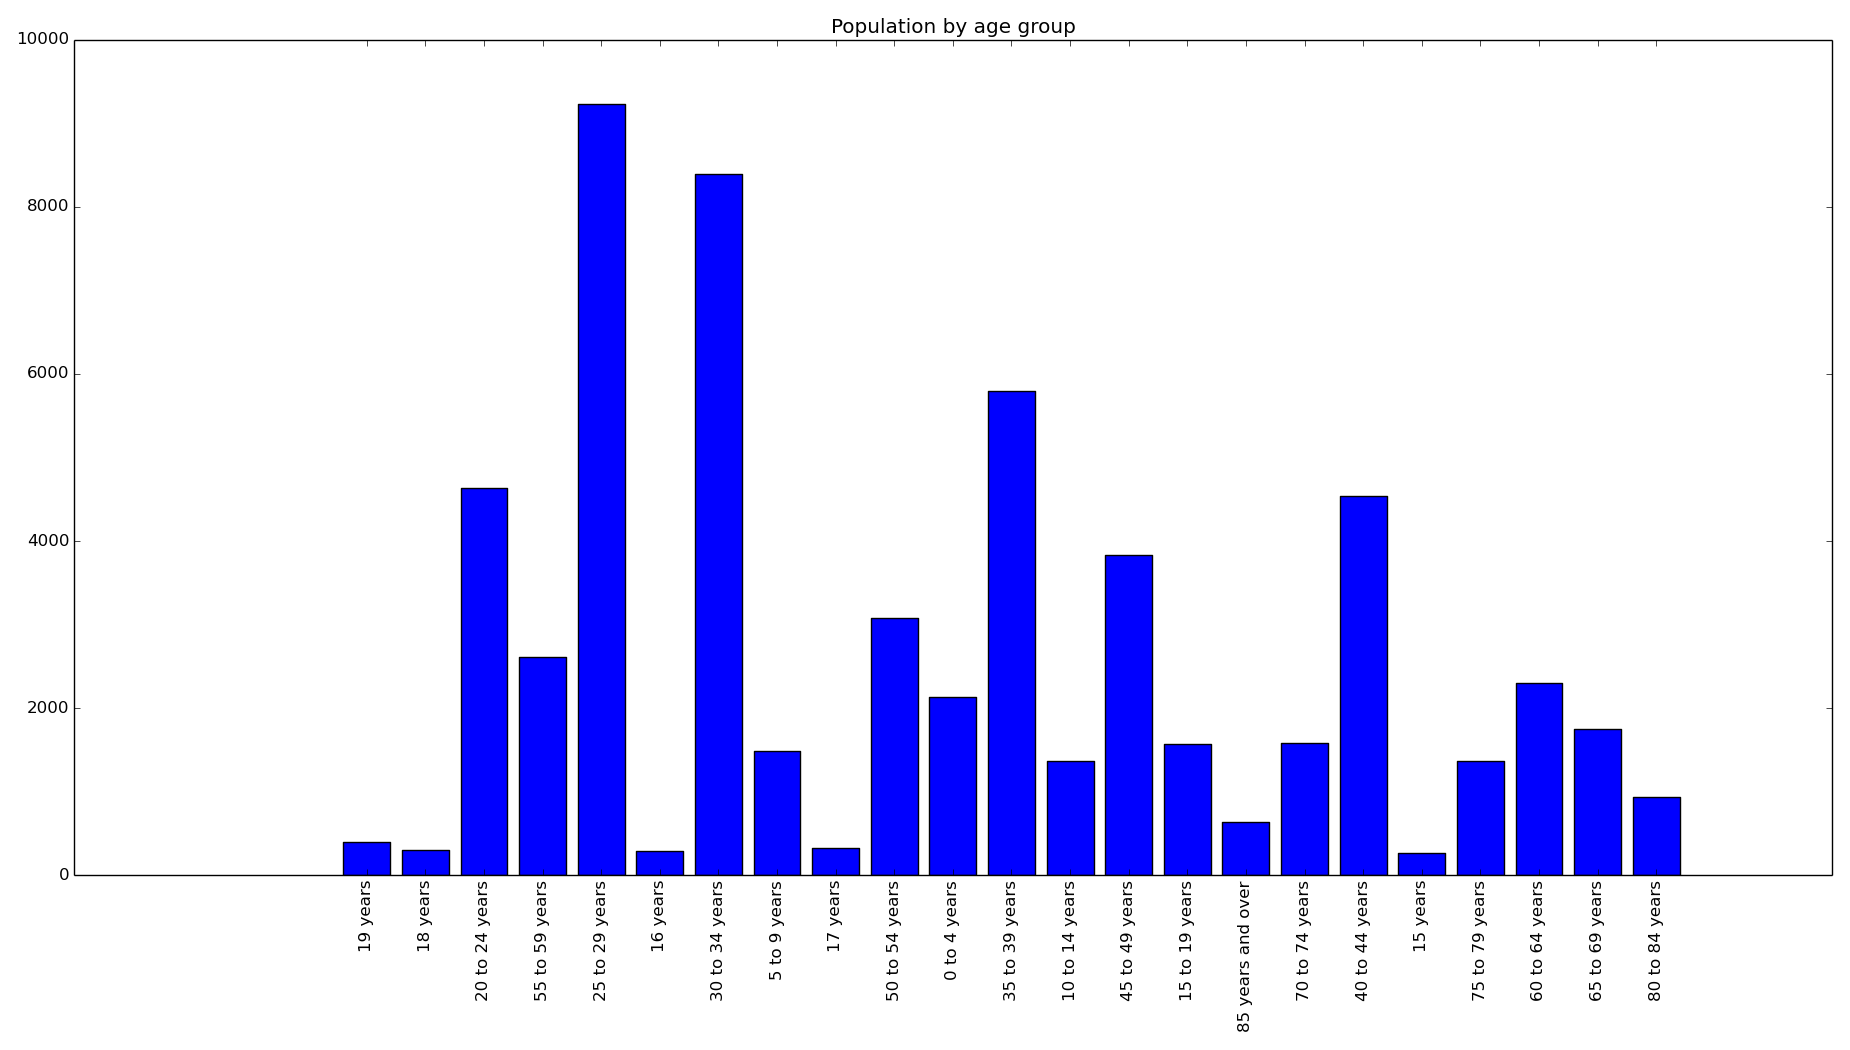 Population by age group
10000
8000
6000
4000
2000
0
19 years
18 years
20 to 24 years
55 to 59 years
25 to 29 years
16 years
30 to 34 years
5 to 9 years
17 years
50 to 54 years
0 to 4 years
35 to 39 years
10 to 14 years
45 to 49 years
15 to 19 years
85 years and over
70 to 74 years
40 to 44 years
15 years
75 to 79 years
60 to 64 years
65 to 69 years
80 to 84 years